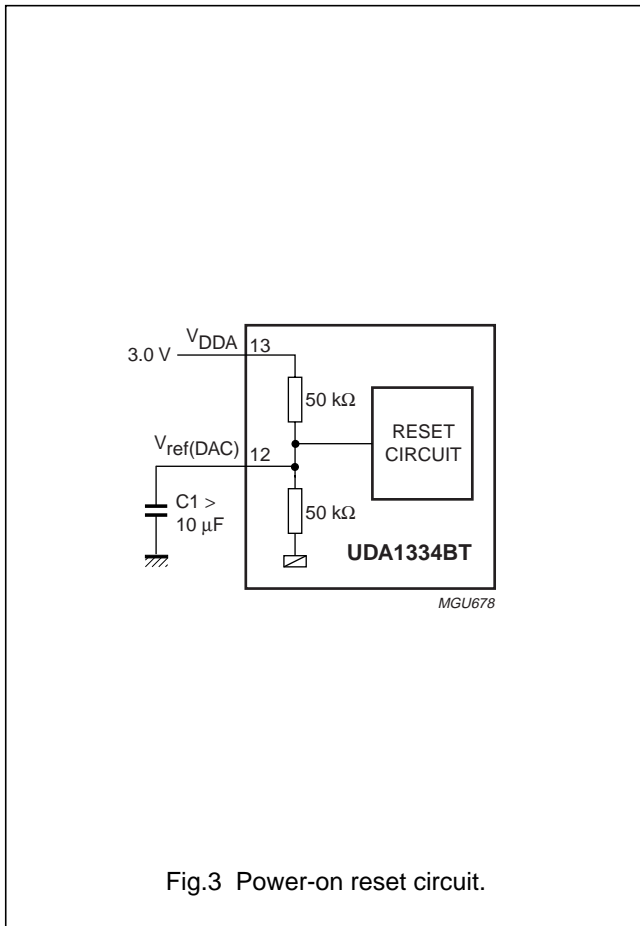 VDDA
3.0 V
13
50 kΩ
RESET
CIRCUIT
Vref(DAC)
12
C1 >
10 μF
50 kΩ
UDA1334BT
MGU678
Fig.3 Power-on reset circuit.